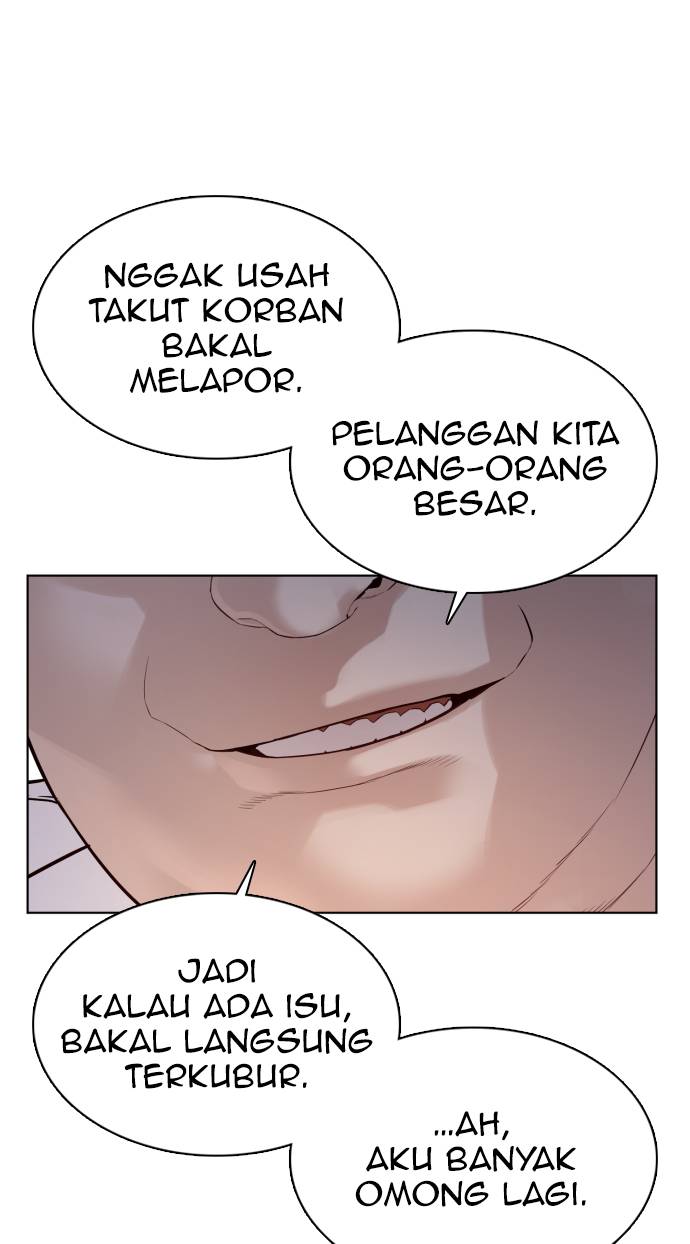 NGGAK USAH
TAKUT KORBAN
BAKAL
MELAPOR.
PELANGGAN KITA
ORANG-ORANG
BESAR.
JADI
KALAU ADA ISU,
BAKAL LANGSUNG
TERKUBUR.
...AH,
AKU BANYAK
OMONG LAGI.